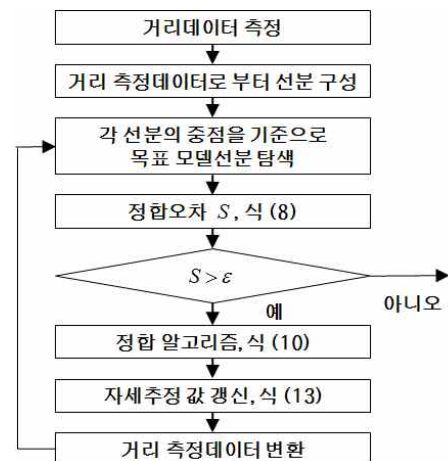 거리데이터 측정
거리 측정데이터로 부터 선분 구성
각 선분의 중점을 기준으로
목표 모델선분 탐색
정합오차 S, 식 (8)
S > ε
아니오
예
정합 알고리즘, 식 (10)
자세추정 값 갱신, 식 (13)
거리 측정데이터 변환